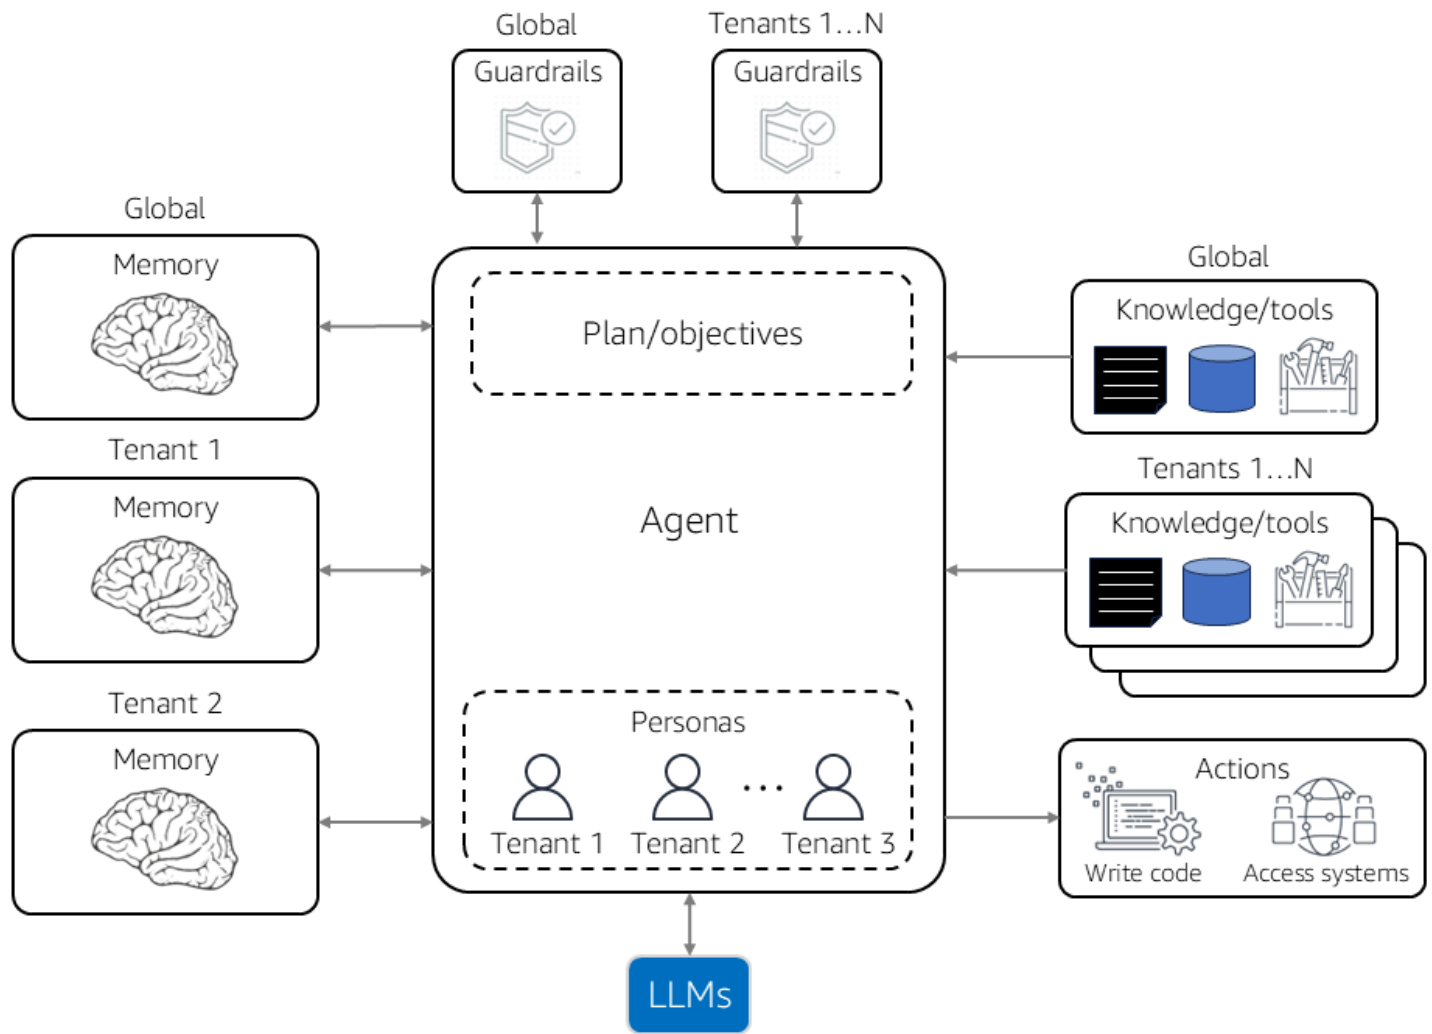 Global
Tenants 1...N
Guardrails
Guardrails
Global
Memory
Tenant 1
Memory
Tenant 2
Memory
Plan/objectives
Agent
Personas
Tenant 1
Tenant 2
...
Tenant 3
LLMs
Global
Knowledge/tools
Tenants 1...N
Knowledge/tools
Actions
Write code
Access systems